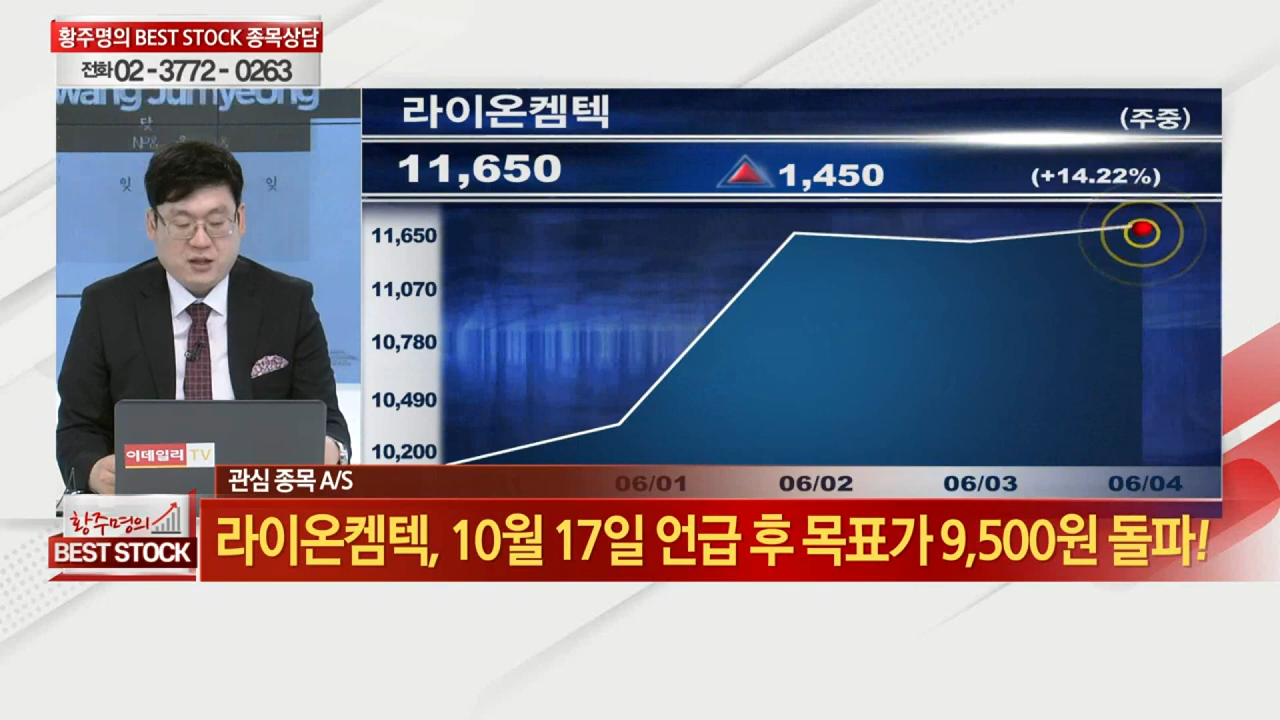 황주명의 BEST STOCK 종목상담
전화 02-3772-0263
wang Jumyeong
라이온켐텍
(주중)
11,650
▲ 1,450
(+14.22%)
11,650
11,070
10,780
10,490
10,200
06/01
06/02
06/03
06/04
이데일리 TV
관심 종목 A/S
황주명의
BEST STOCK
라이온켐텍, 10월 17일 언급 후 목표가 9,500원 돌파!